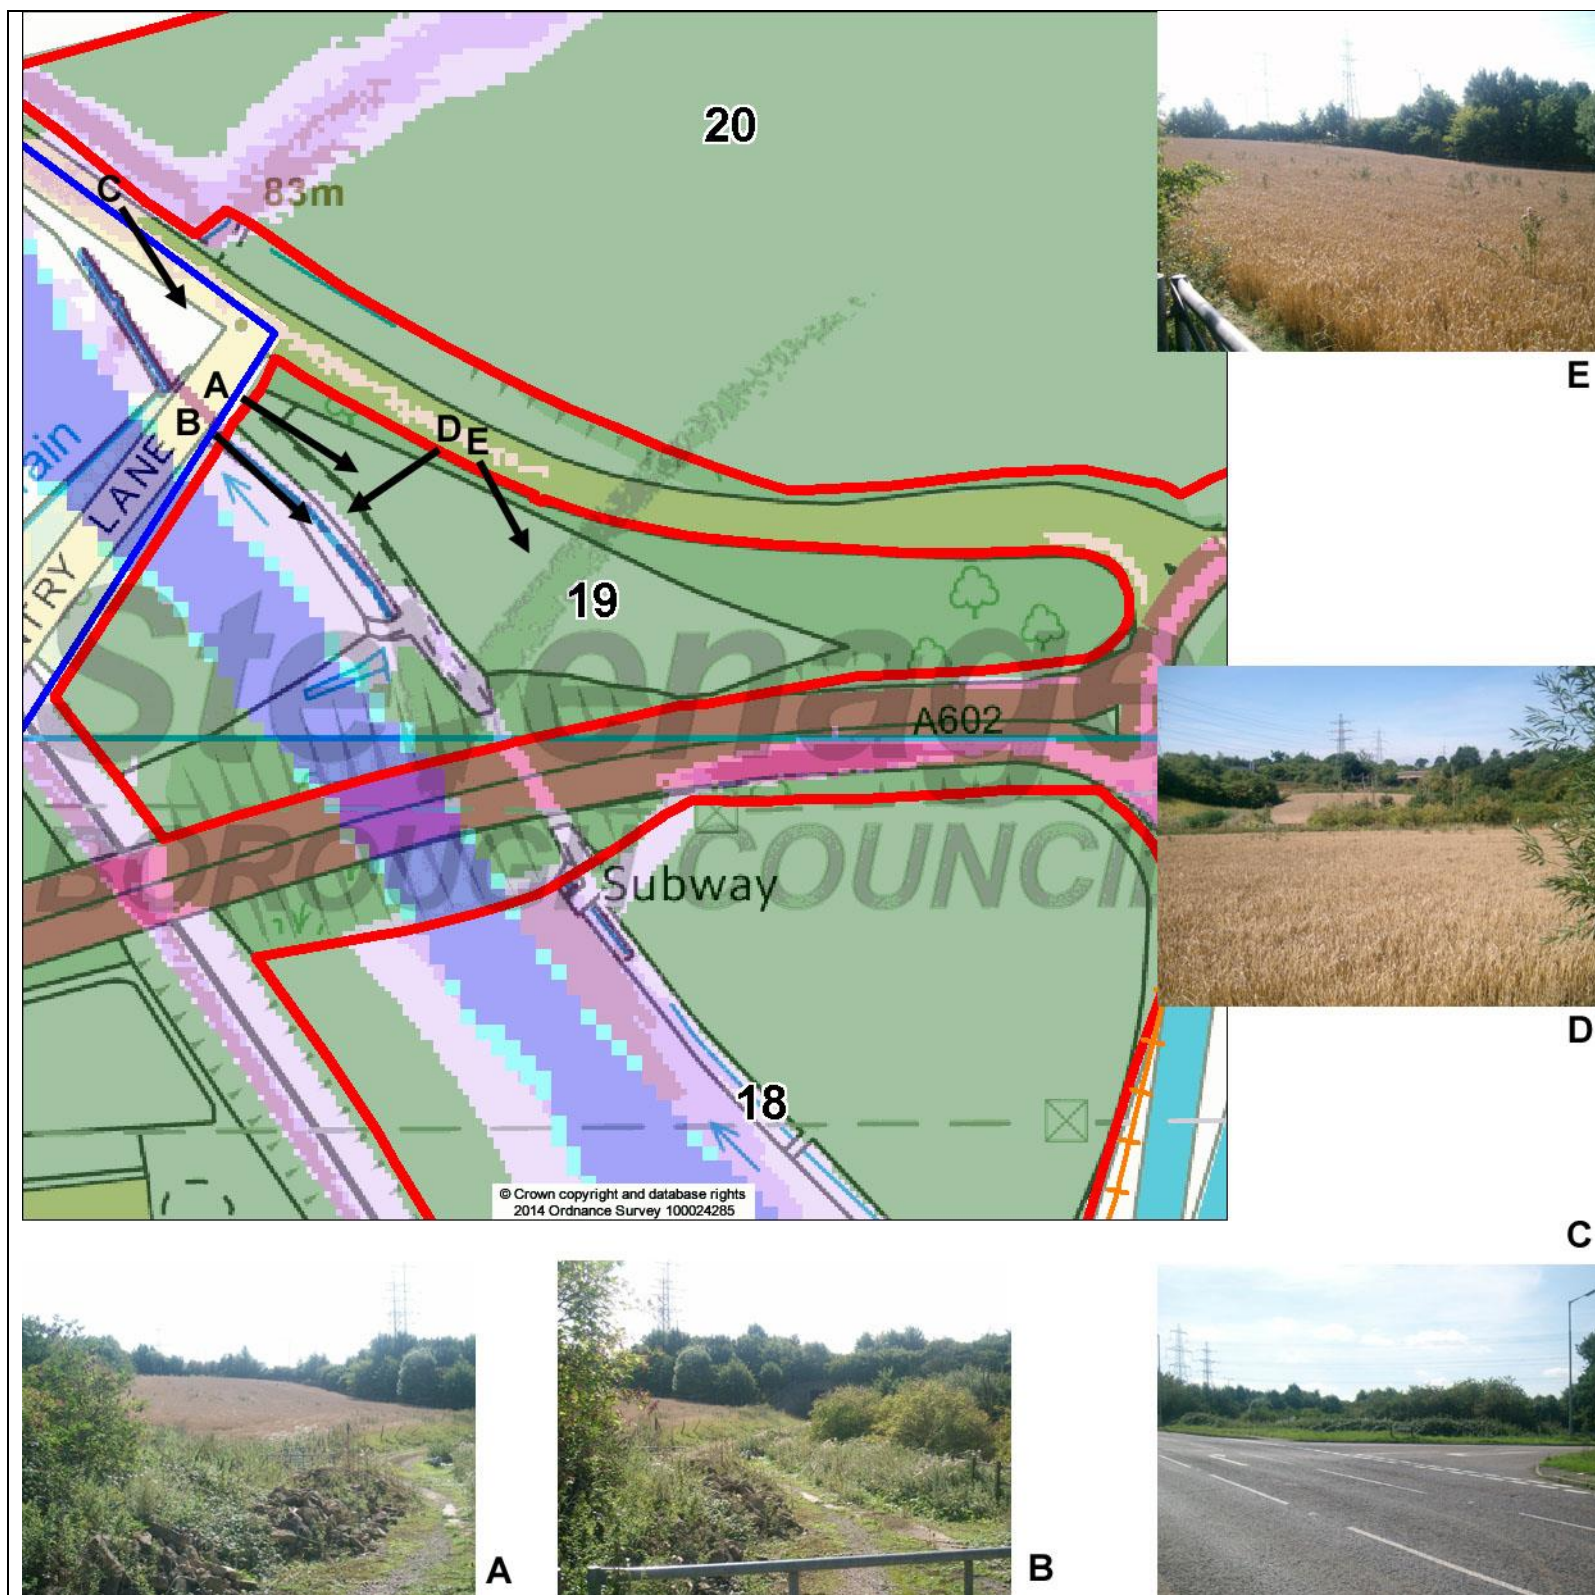 20
83m
C
E
A
B
D E
ain
LANE
NTRY
19
Stevenage
A602
BOROUGH COUNCIL
Subway
D
18
© Crown copyright and database rights
2014 Ordnance Survey 100024285
C
A
B